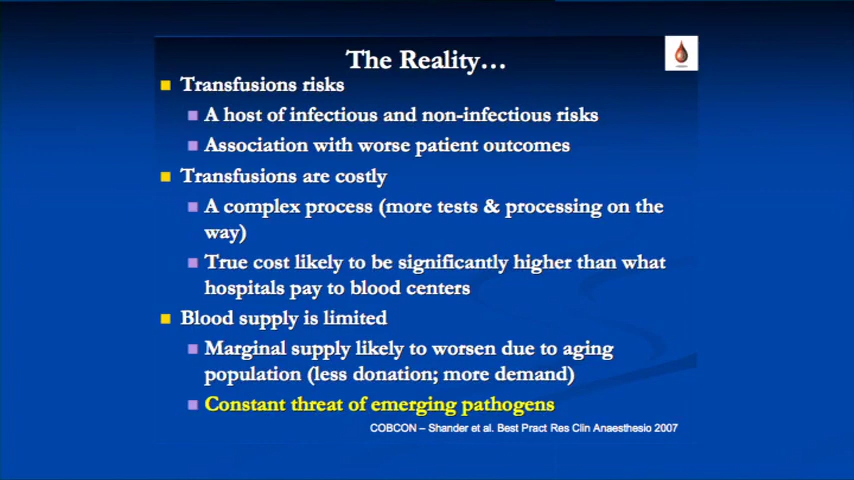 The Reality...
Transfusions risks
A host of infectious and non-infectious risks
Association with worse patient outcomes
Transfusions are costly
A complex process (more tests & processing on the
way)
True cost likely to be significantly higher than what
hospitals pay to blood centers
Blood supply is limited
Marginal supply likely to worsen due to aging
population (less donation; more demand)
Constant threat of emerging pathogens
COBCON – Shander et al. Best Pract Res Clin Anaesthesio 2007